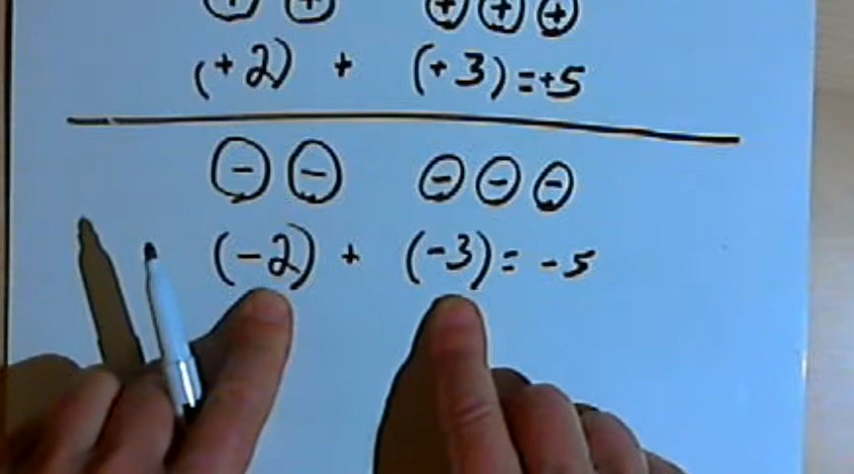 + + + + +
(+2) + (+3) = +5
- - - - -
(-2) + (-3) = -5